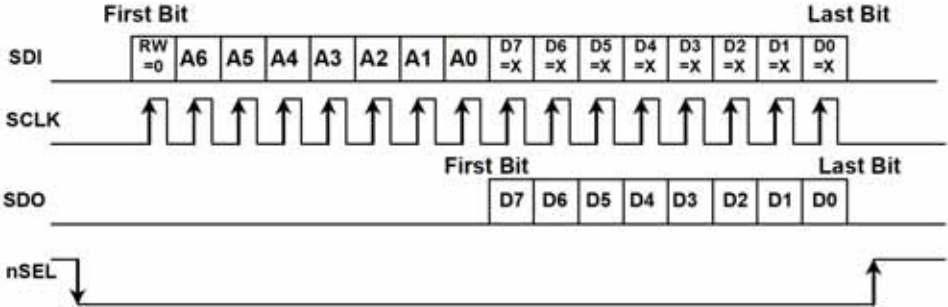 First Bit Last Bit
SDI RW =0 A6 A5 A4 A3 A2 A1 A0 D7 =X D6 =X D5 =X D4 =X D3 =X D2 =X D1 =X D0 =X
SCLK
First Bit Last Bit
SDO D7 D6 D5 D4 D3 D2 D1 D0
nSEL